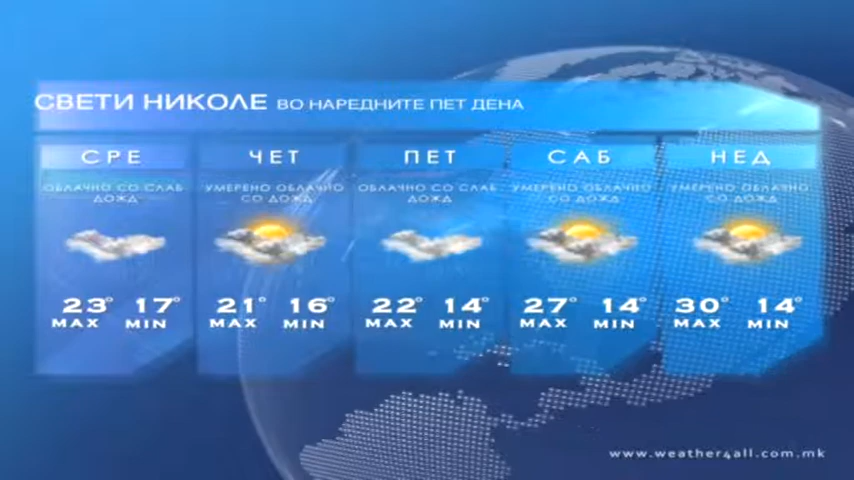 СВЕТИ НИКОЛЕ ВО НАРЕДНИТЕ ПЕТ ДЕНА
СРЕ ЧЕТ ПЕТ САБ НЕД
ОБЛАЧНО СО СЛАБ ДОЖД
УМЕРЕНО ОБЛАЧНО СО ДОЖД
ОБЛАЧНО СО СЛАБ ДОЖД
УМЕРЕНО ОБЛАЧНО СО ДОЖД
УМЕРЕНО ОБЛАЧНО СО ДОЖД
23° 17° 21° 16° 22° 14° 27° 14° 30° 14°
MAX MIN MAX MIN MAX MIN MAX MIN MAX MIN
www.weather4all.com.mk